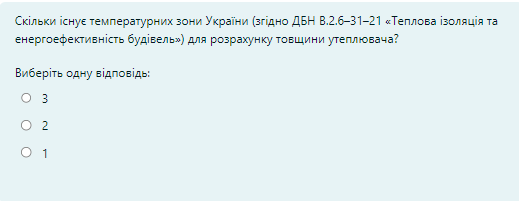 Скільки існує температурних зони України (згідно ДБН В.2.6–31–21 «Теплова ізоляція та
енергоефективність будівель») для розрахунку товщини утеплювача?
Виберіть одну відповідь:
3
2
1